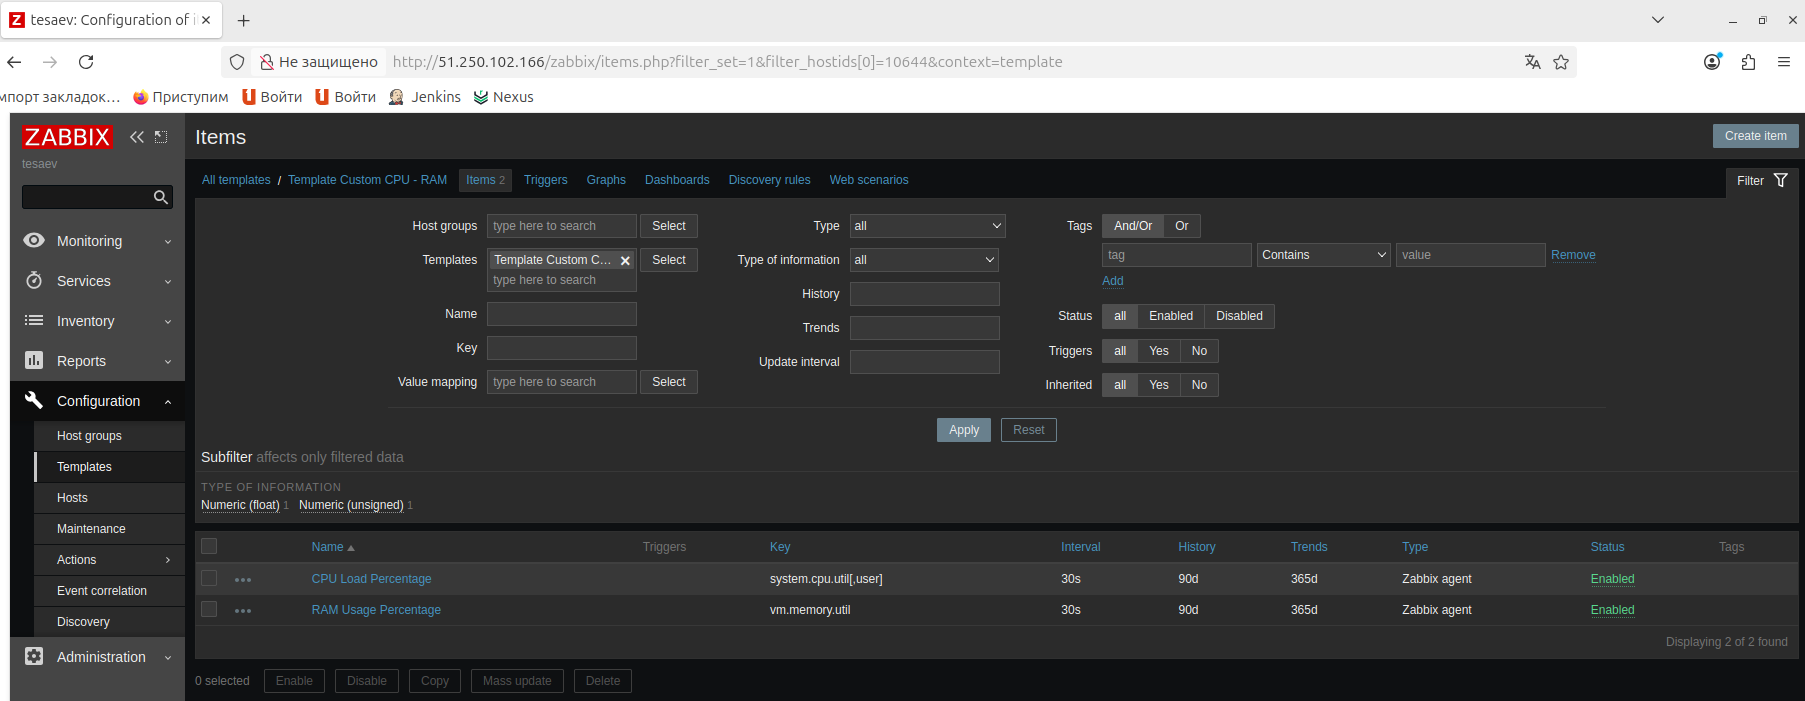 tesaev: Configuration of i
Не защищено http://51.250.102.166/zabbix/items.php?filter_set=1&filter_hostids[0]=10644&context=template
мпорт закладок... Приступим Войти Войти Jenkins Nexus
ZABBIX
tesaev
Monitoring
Services
Inventory
Reports
Configuration
Host groups
Templates
Hosts
Maintenance
Actions
Event correlation
Discovery
Administration
Items
Create item
All templates / Template Custom CPU - RAM Items 2 Triggers Graphs Dashboards Discovery rules Web scenarios
Filter
Host groups type here to search Select
Templates Template Custom C... Select
type here to search
Name
Key
Value mapping type here to search Select
Type all
Type of information all
History
Trends
Update interval
Tags And/Or Or
tag Contains value Remove
Add
Status all Enabled Disabled
Triggers all Yes No
Inherited all Yes No
Apply Reset
Subfilter affects only filtered data
TYPE OF INFORMATION
Numeric (float) 1 Numeric (unsigned) 1
Name Triggers Key Interval History Trends Type Status Tags
CPU Load Percentage system.cpu.util[,user] 30s 90d 365d Zabbix agent Enabled
RAM Usage Percentage vm.memory.util 30s 90d 365d Zabbix agent Enabled
Displaying 2 of 2 found
0 selected Enable Disable Copy Mass update Delete